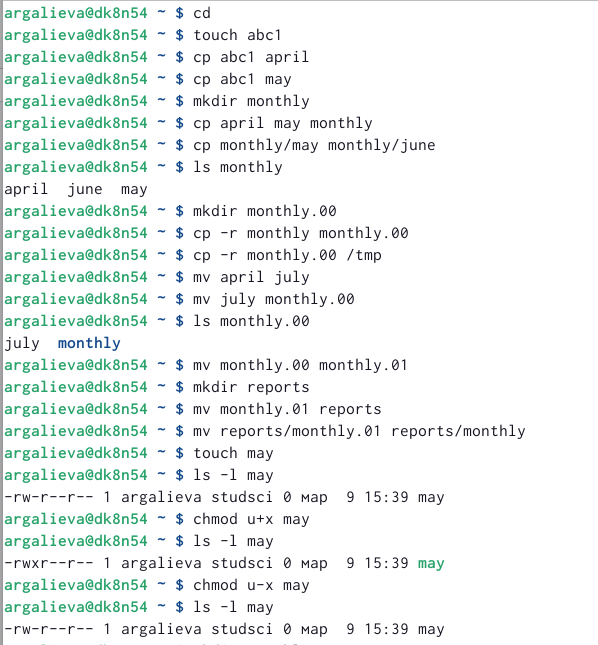 argalieva@dk8n54 ~ $ cd
argalieva@dk8n54 ~ $ touch abc1
argalieva@dk8n54 ~ $ cp abc1 april
argalieva@dk8n54 ~ $ cp abc1 may
argalieva@dk8n54 ~ $ mkdir monthly
argalieva@dk8n54 ~ $ cp april may monthly
argalieva@dk8n54 ~ $ cp monthly/may monthly/june
argalieva@dk8n54 ~ $ ls monthly
april  june  may
argalieva@dk8n54 ~ $ mkdir monthly.00
argalieva@dk8n54 ~ $ cp -r monthly monthly.00
argalieva@dk8n54 ~ $ cp -r monthly.00 /tmp
argalieva@dk8n54 ~ $ mv april july
argalieva@dk8n54 ~ $ mv july monthly.00
argalieva@dk8n54 ~ $ ls monthly.00
july  monthly
argalieva@dk8n54 ~ $ mv monthly.00 monthly.01
argalieva@dk8n54 ~ $ mkdir reports
argalieva@dk8n54 ~ $ mv monthly.01 reports
argalieva@dk8n54 ~ $ mv reports/monthly.01 reports/monthly
argalieva@dk8n54 ~ $ touch may
argalieva@dk8n54 ~ $ ls -l may
-rw-r--r-- 1 argalieva studsci 0 мар  9 15:39 may
argalieva@dk8n54 ~ $ chmod u+x may
argalieva@dk8n54 ~ $ ls -l may
-rwxr--r-- 1 argalieva studsci 0 мар  9 15:39 may
argalieva@dk8n54 ~ $ chmod u-x may
argalieva@dk8n54 ~ $ ls -l may
-rw-r--r-- 1 argalieva studsci 0 мар  9 15:39 may